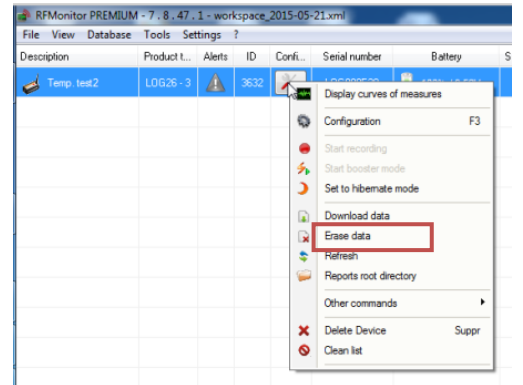 RFMonitor PREMIUM - 7 . 8 . 47 . 1 - workspace_2015-05-21.xml
File View Database Tools Settings ?
Description Product t... Alerts ID Confi... Serial number Battery S
Temp. test2 LOG26 - 3 3632
Display curves of measures
Configuration F3
Start recording
Start booster mode
Set to hibernate mode
Download data
Erase data
Refresh
Reports root directory
Other commands
Delete Device Suppr
Clean list